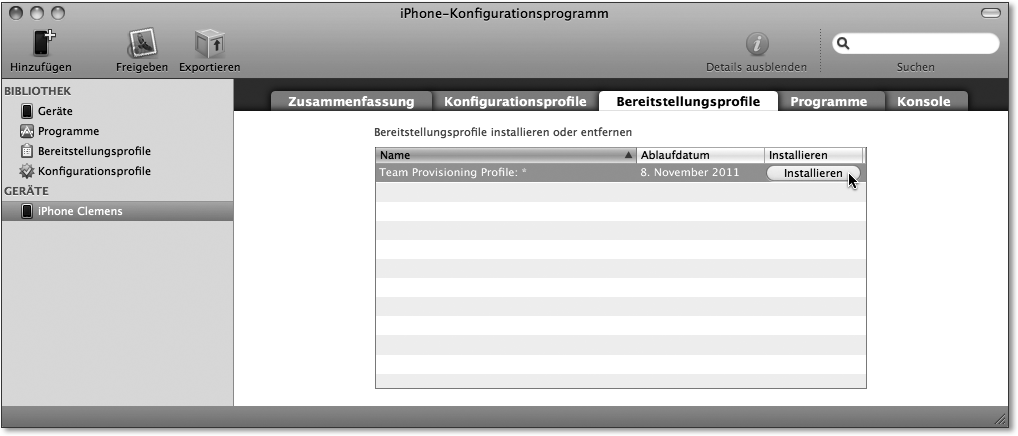 iPhone-Konfigurationsprogramm
Hinzufügen Freigeben Exportieren Details ausblenden Suchen
BIBLIOTHEK
Geräte
Programme
Bereitstellungsprofile
Konfigurationsprofile
GERÄTE
iPhone Clemens
Zusammenfassung Konfigurationsprofile Bereitstellungsprofile Programme Konsole
Bereitstellungsprofile installieren oder entfernen
Name Ablaufdatum Installieren
Team Provisioning Profile: * 8. November 2011 Installieren